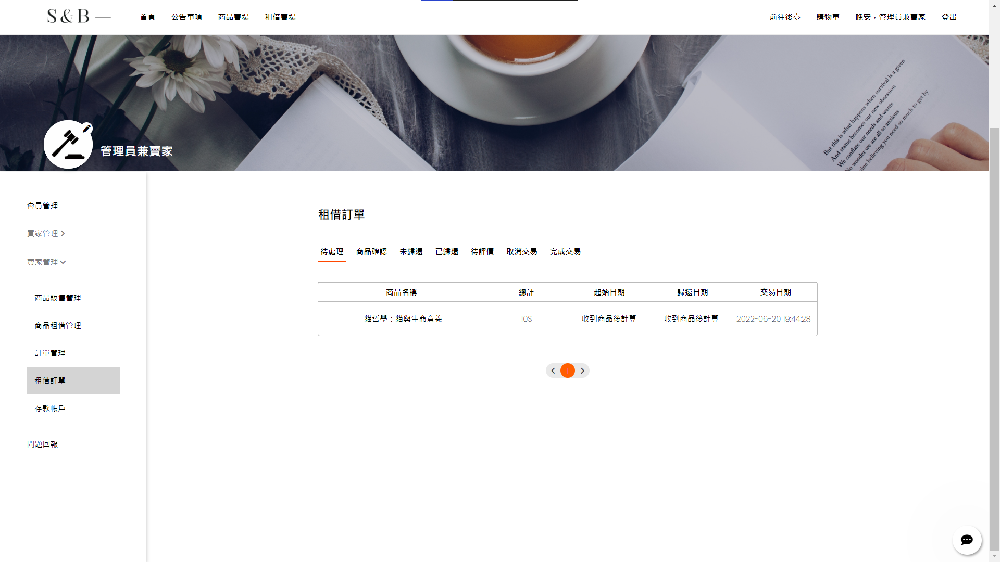 S & B
首頁 公告事項 商品賣場 租借賣場
前往後臺 購物車 晚安，管理員兼賣家 登出
But this is what happens when survival is a given
And status becomes our new obsession
We conflate our needs and wants
No wonder we are all so anxious
gine believing you need so much to get by
管理員兼賣家
會員管理
買家管理
賣家管理
商品販售管理
商品租借管理
訂單管理
租借訂單
存款帳戶
問題回報
租借訂單
待處理 商品確認 未歸還 已歸還 待評價 取消交易 完成交易
商品名稱 總計 起始日期 歸還日期 交易日期
貓哲學：貓與生命意義 10$ 收到商品後計算 收到商品後計算 2022-06-20 19:44:28
1